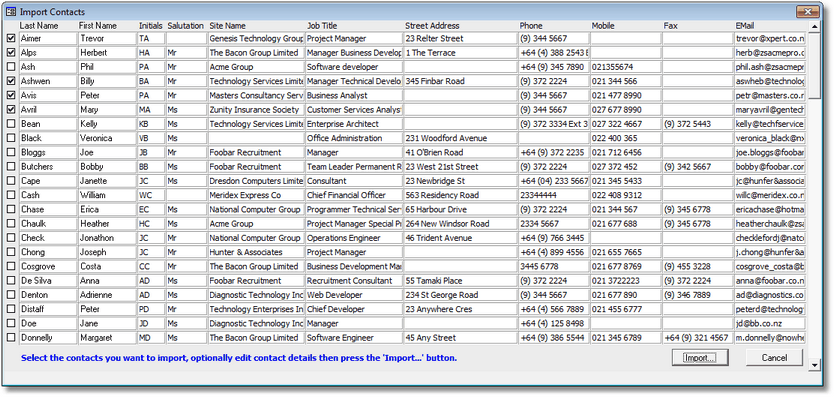 Import Contacts
Last Name First Name Initials Salutation Site Name Job Title Street Address Phone Mobile Fax EMail
Aimer Trevor TA Genesis Technology Group Project Manager 23 Relter Street (9) 344 5667 trevor@xpert.co.n
Alps Herbert HA Mr The Bacon Group Limited Manager Business Develop 1 The Terrace +64 (4) 388 2543 E herb@zsacmepro.c
Ash Phil PA Mr Acme Group Software developer +64 (9) 345 7890 021355674 phil.ash@zsacmep
Ashwen Billy BA Mr Technology Services Limite Manager Technical Develo 345 Finbar Road (9) 372 2224 021 344 566 aswheb@technolog
Avis Peter PA Mr Masters Consultancy Serv Business Analyst (9) 344 5667 021 477 8990 petr@masters.co.n
Avril Mary MA Ms Zunity Insurance Society Customer Services Analyst (9) 344 5667 027 677 8990 maryavril@gentech
Bean Kelly KB Ms Technology Services Limite Enterprise Architect (9) 372 3334 Ext 3 022 322 4667 (9) 372 5443 kelly@techfservice
Black Veronica VB Ms Office Administration 231 Woodford Avenue 022 400 365 veronica_black@n
Bloggs Joe JB Mr Foobar Recruitment Manager 41 O'Brien Road +64 (9) 372 2235 021 712 6456 joe.bloggs@foobar
Butchers Bobby BB Ms Foobar Recruitment Team Leader Permanent R 23 West 21st Street (9) 372 2224 027 372 452 (9) 342 5667 bobby@foobar.cor
Cape Janette JC Ms Dresdon Computers Limite Consultant 23 Newbridge St +64 (04) 233 5667 021 345 5433 jc@hunfer&associa
Cash William WC Meridex Express Co Chief Financial Officer 563 Residency Road 23344444 022 408 9312 willc@meridex.co.n
Chase Erica EC Ms National Computer Group Programmer Technical Serv 65 Harbour Drive (9) 372 2224 021 344 567 (9) 345 6778 ericachase@hotma
Chaulk Heather HC Ms Acme Group Project Manager Special Pr 264 New Windsor Road 2334 5667 021 677 688 (9) 345 6778 heatherchaulk@zsa
Check Jonathon JC Mr National Computer Group Operations Engineer 46 Trident Avenue +64 (9) 766 3445 checklefordj@natc
Chong Joseph JC Mr Hunter & Associates Project Manager +64 (4) 899 4556 021 655 7665 j.chong@hunfer&a
Cosgrove Costa CC Mr The Bacon Group Limited Business Development Mar 3445 6778 021 677 8769 (9) 455 3228 cosgrove_costa@b
De Silva Anna AD Ms Foobar Recruitment Recruitment Consultant 55 Tamaki Place (9) 372 2224 021 3722223 (9) 372 2224 anna@foobar.co.n
Denton Adrienne AD Ms Diagnostic Technology Inc Web Developer 234 St George Road (9) 344 5667 021 677 890 (9) 346 7889 ad@diagnostics.co
Distalf Peter PD Mr Technology Enterprises In Chief Developer 23 Anywhere Cres +64 (4) 566 7889 021 455 6777 peterd@technolog
Doe Jane JD Ms Diagnostic Technology Inc Manager +64 (4) 125 8498 jd@bb.co.nz
Donnelly Margaret MD Ms The Bacon Group Limited Software Engineer 45 Any Street +64 (9) 386 5544 021 345 6789 +64 (9) 321 4567 m.donnelly@nowhe
Select the contacts you want to import, optionally edit contact details then press the 'Import...' button. Import... Cancel